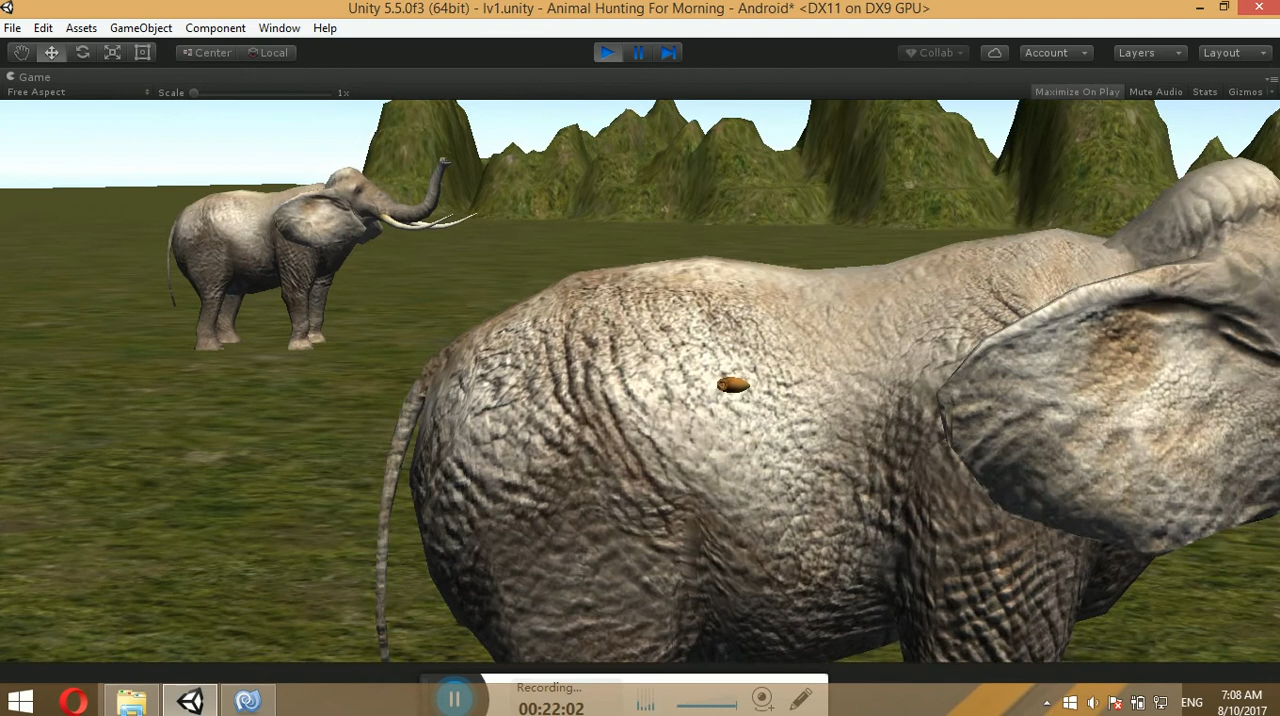 Unity 5.5.0f3 (64bit) - lv1.unity - Animal Hunting For Morning - Android* <DX11 on DX9 GPU>
File Edit Assets GameObject Component Window Help
Center Local Collab Account Layers Layout
Game
Free Aspect Scale 1x Maximize On Play Mute Audio Stats Gizmos
Recording...
00:22:02
ENG
7:08 AM
8/10/2017